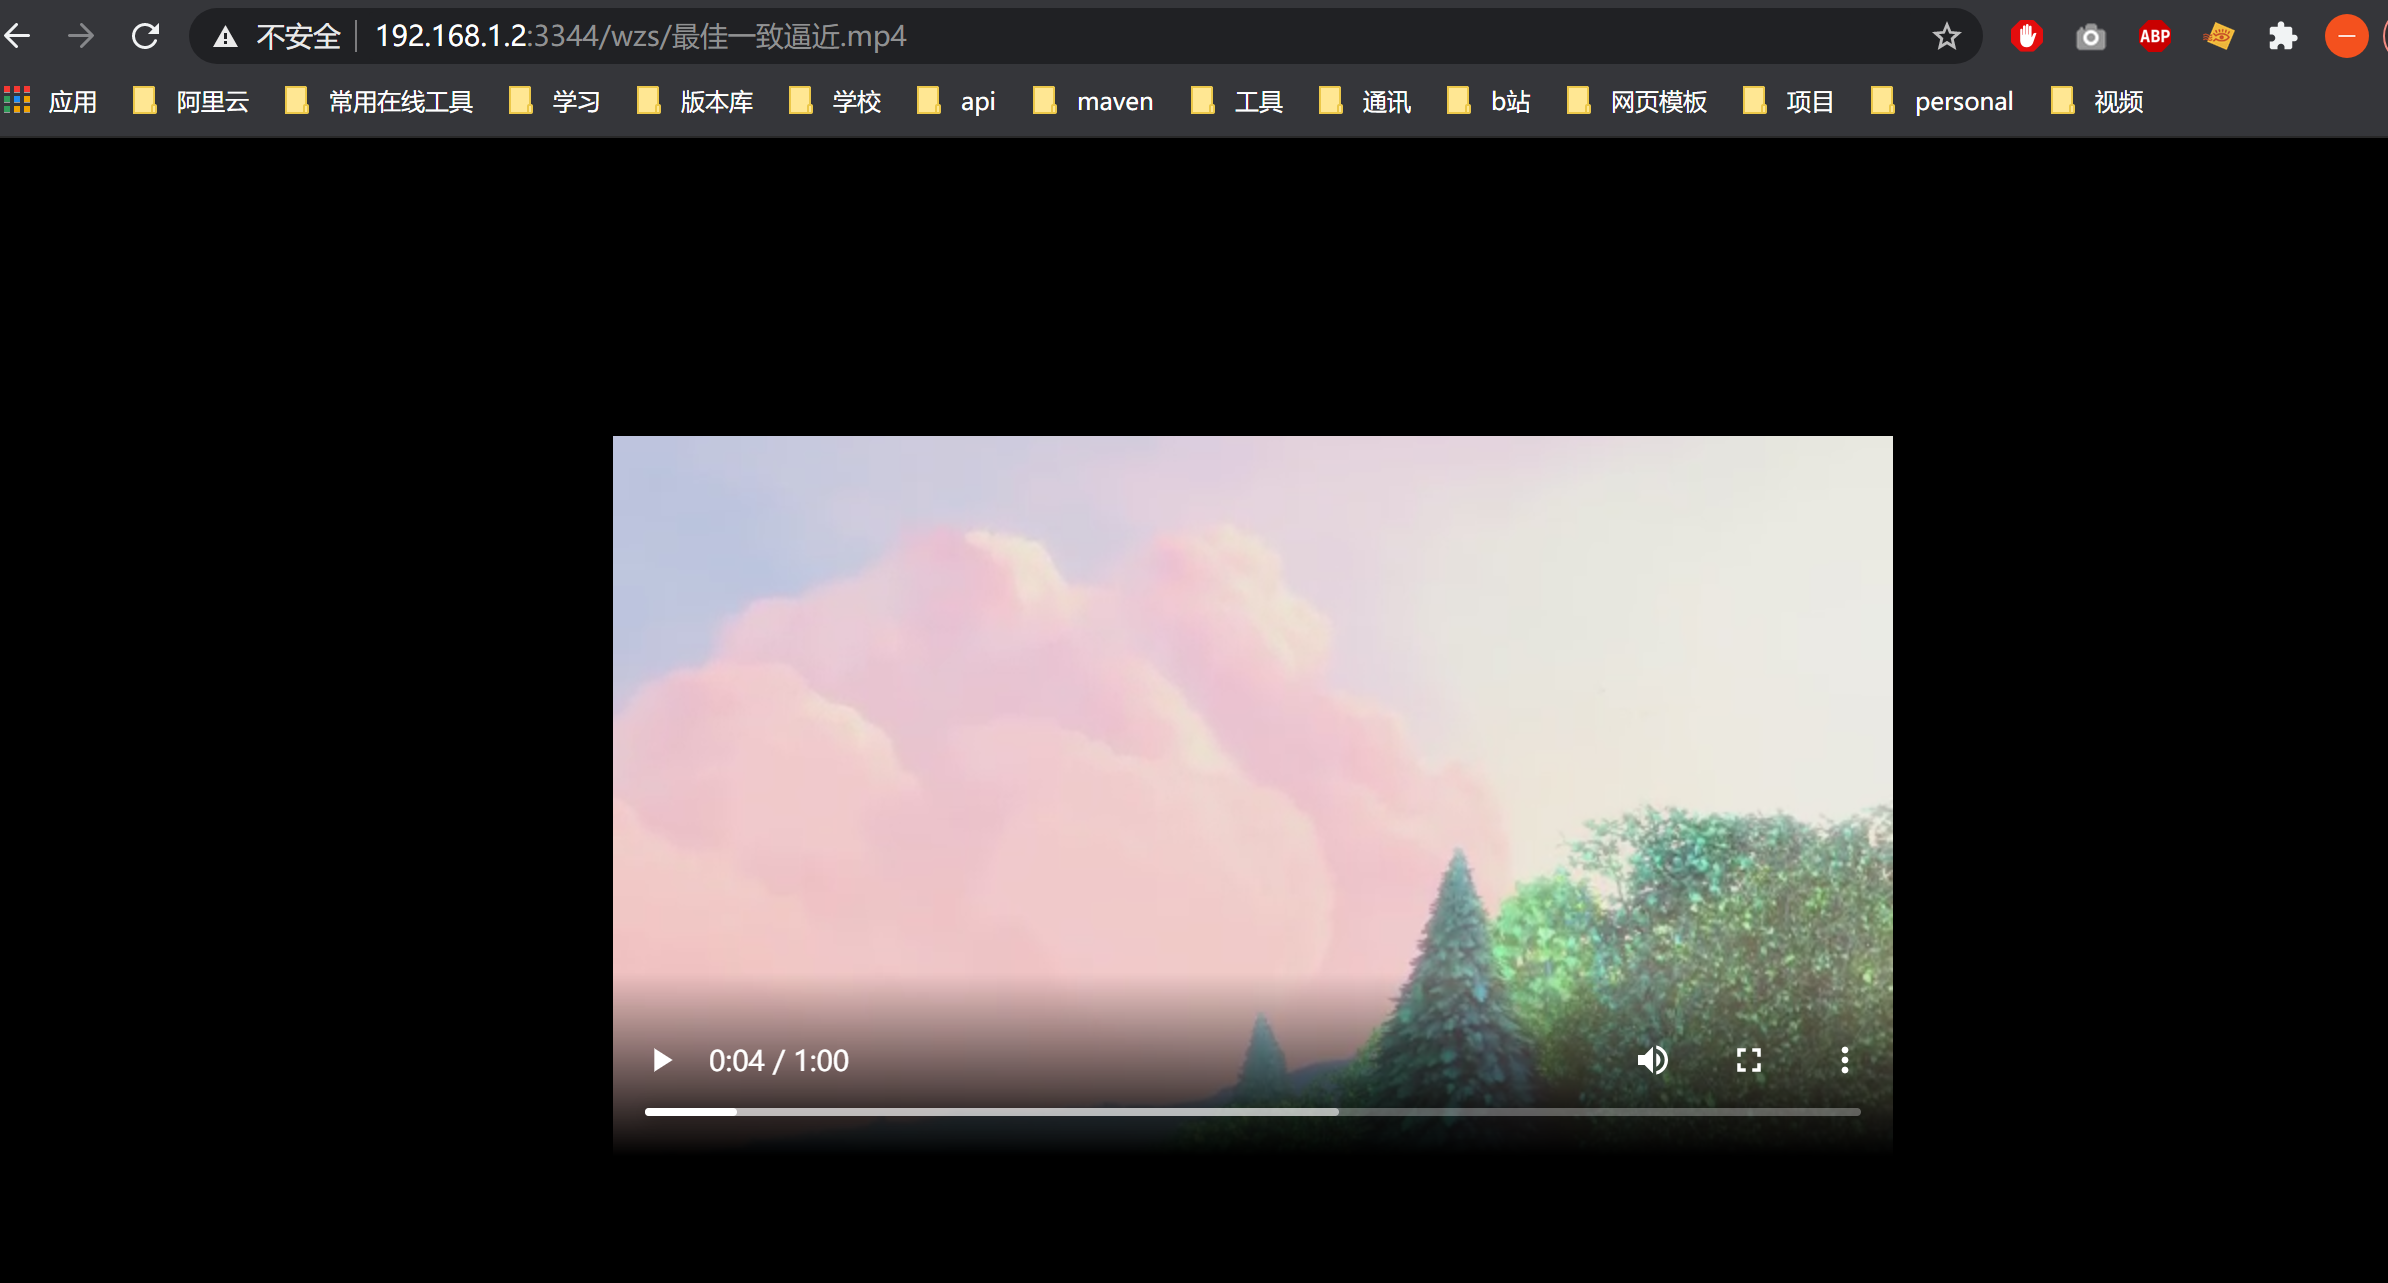 不安全 192.168.1.2:3344/wzs/最佳一致逼近.mp4 ABP
应用 阿里云 常用在线工具 学习 版本库 学校 api maven 工具 通讯 b站 网页模板 项目 personal 视频
0:04 / 1:00